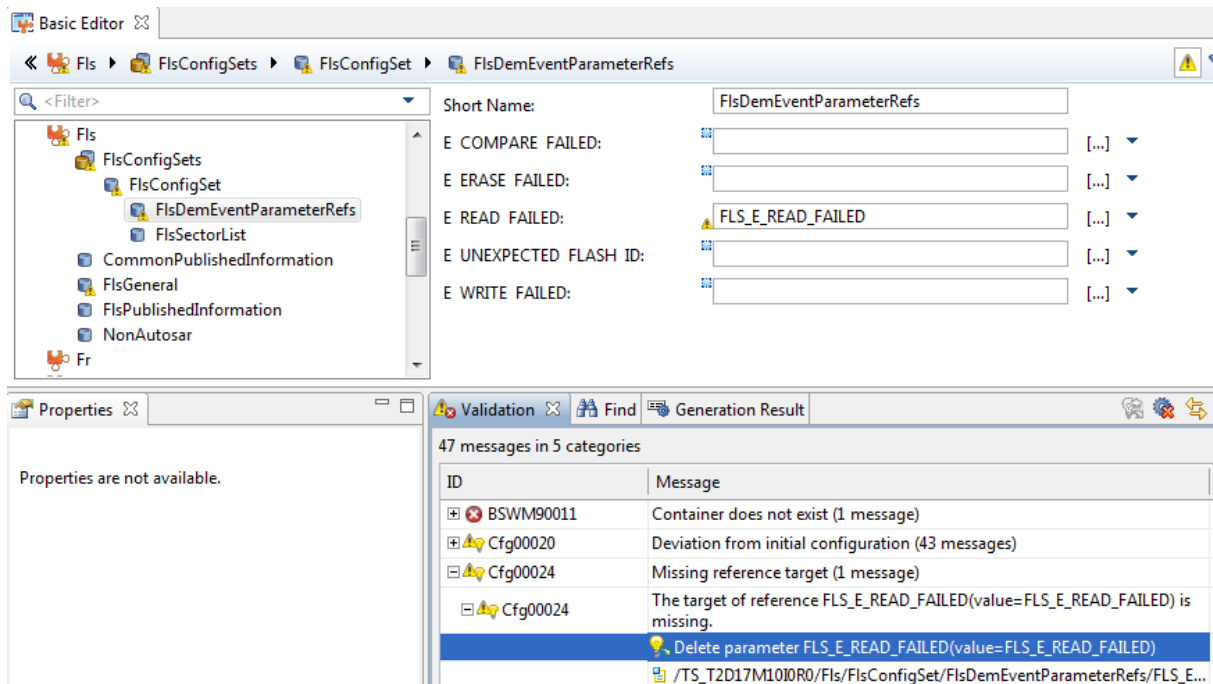 Basic Editor
Fls FlsConfigSets FlsConfigSet FlsDemEventParameterRefs
<Filter>
Fls
FlsConfigSets
FlsConfigSet
FlsDemEventParameterRefs
FlsSectorList
CommonPublishedInformation
FlsGeneral
FlsPublishedInformation
NonAutosar
Fr
Short Name: FlsDemEventParameterRefs
E COMPARE FAILED: [...]
E ERASE FAILED: [...]
E READ FAILED: FLS_E_READ_FAILED [...]
E UNEXPECTED FLASH ID: [...]
E WRITE FAILED: [...]
Properties
Properties are not available.
Validation Find Generation Result
47 messages in 5 categories
ID Message
BSWM90011 Container does not exist (1 message)
Cfg00020 Deviation from initial configuration (43 messages)
Cfg00024 Missing reference target (1 message)
Cfg00024 The target of reference FLS_E_READ_FAILED(value=FLS_E_READ_FAILED) is
missing.
Delete parameter FLS_E_READ_FAILED(value=FLS_E_READ_FAILED)
/TS_T2D17M10I0R0/Fls/FlsConfigSet/FlsDemEventParameterRefs/FLS_E...